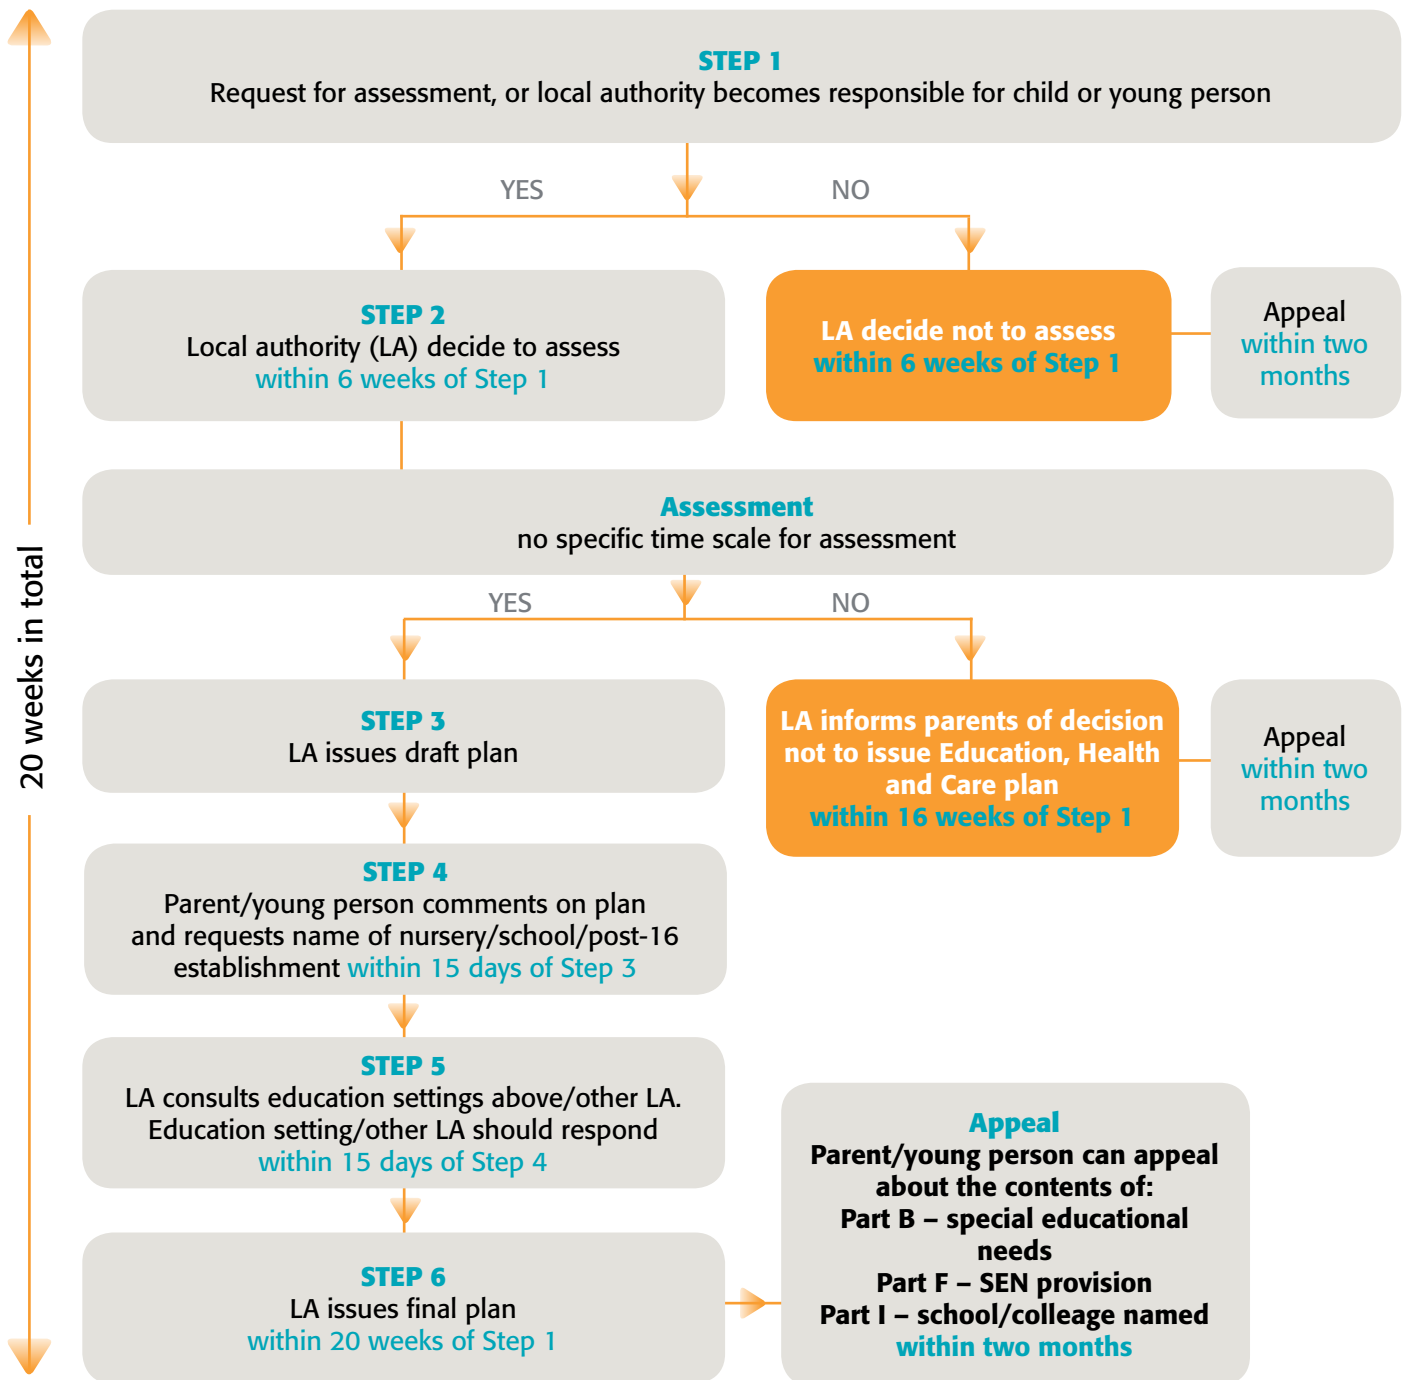 STEP 1
Request for assessment, or local authority becomes responsible for child or young person
YES
NO
STEP 2
Local authority (LA) decide to assess
within 6 weeks of Step 1
LA decide not to assess
within 6 weeks of Step 1
Appeal
within two
months
Assessment
no specific time scale for assessment
YES
NO
20 weeks in total
STEP 3
LA issues draft plan
LA informs parents of decision
not to issue Education, Health
and Care plan
within 16 weeks of Step 1
Appeal
within two
months
STEP 4
Parent/young person comments on plan
and requests name of nursery/school/post-16
establishment within 15 days of Step 3
STEP 5
LA consults education settings above/other LA.
Education setting/other LA should respond
within 15 days of Step 4
STEP 6
LA issues final plan
within 20 weeks of Step 1
Appeal
Parent/young person can appeal
about the contents of:
Part B – special educational
needs
Part F – SEN provision
Part I – school/colleage named
within two months